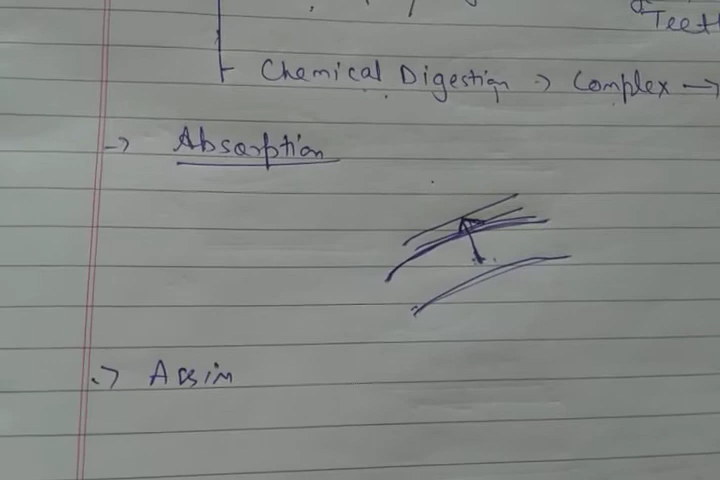 Teeth
Chemical Digestion → Complex →
→ Absorption
→ Assim